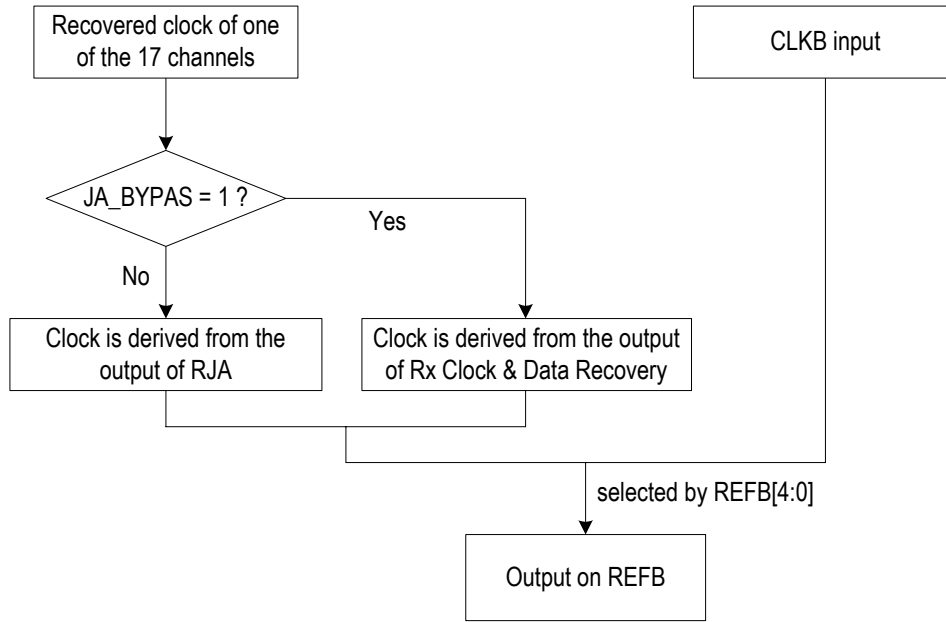 Recovered clock of one
of the 17 channels
CLKB input
JA_BYPAS = 1 ?
Yes
No
Clock is derived from the
output of RJA
Clock is derived from the output
of Rx Clock & Data Recovery
selected by REFB[4:0]
Output on REFB